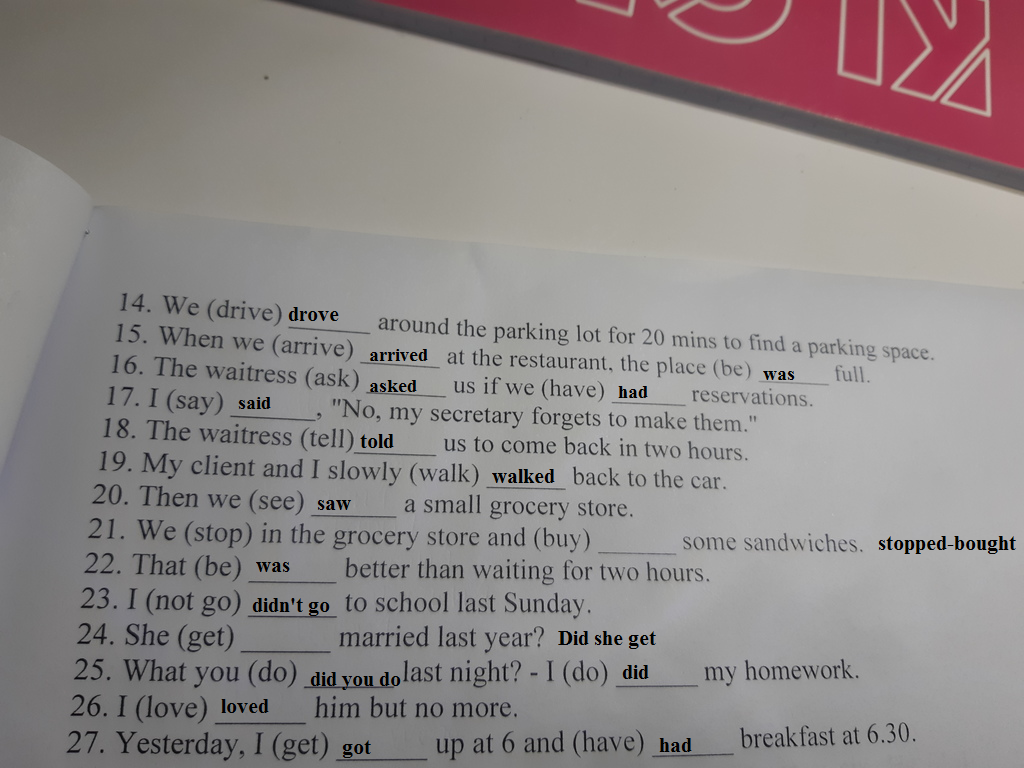 14. We (drive) drove around the parking lot for 20 mins to find a parking space.
15. When we (arrive) arrived at the restaurant, the place (be) was full.
16. The waitress (ask) asked us if we (have) had reservations.
17. I (say) said, "No, my secretary forgets to make them."
18. The waitress (tell) told us to come back in two hours.
19. My client and I slowly (walk) walked back to the car.
20. Then we (see) saw a small grocery store.
21. We (stop) in the grocery store and (buy) ______ some sandwiches. stopped-bought
22. That (be) was better than waiting for two hours.
23. I (not go) didn't go to school last Sunday.
24. She (get) ______ married last year? Did she get
25. What you (do) did you do last night? - I (do) did my homework.
26. I (love) loved him but no more.
27. Yesterday, I (get) got up at 6 and (have) had breakfast at 6.30.